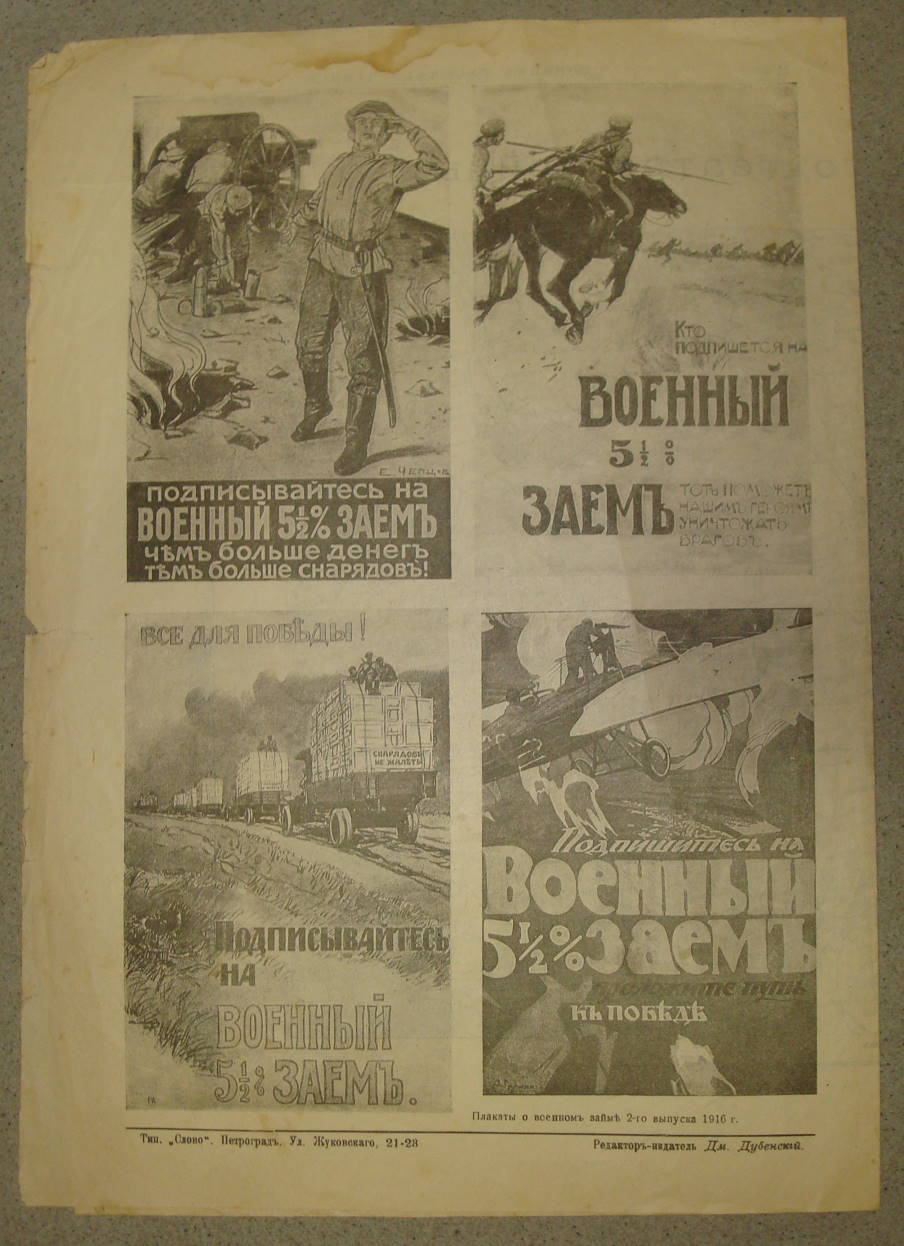 Е. Чепцов
ПОДПИСЫВАЙТЕСЬ НА
ВОЕННЫЙ 5½% ЗАЕМЪ
ЧѢМЪ БОЛЬШЕ ДЕНЕГЪ
ТѢМЪ БОЛЬШЕ СНАРЯДОВЪ!
КТО
ПОДПИШЕТСЯ НА
ВОЕННЫЙ
5½%
ЗАЕМЪ
ТОТЪ ПОМОЖЕТЪ
НАШИМЪ ГЕРОЯМЪ
УНИЧТОЖАТЬ
ВРАГОВЪ.
ВСЕ ДЛЯ ПОБѢДЫ!
СНАРЯДОВЪ
НЕ ЖАЛѢТЬ
ПОДПИСЫВАЙТЕСЬ
НА
ВОЕННЫЙ
5½% ЗАЕМЪ.
Подпишитесь на
ВОЕННЫЙ
5½% ЗАЕМЪ
проложите путь
КЪ ПОБѢДѢ
Плакаты о военномъ займѣ 2-го выпуска 1916 г.
Тип. „Слово“. Петроградъ. Ул. Жуковскаго, 21-23
Редакторъ-издатель Дм. Дубенскій.